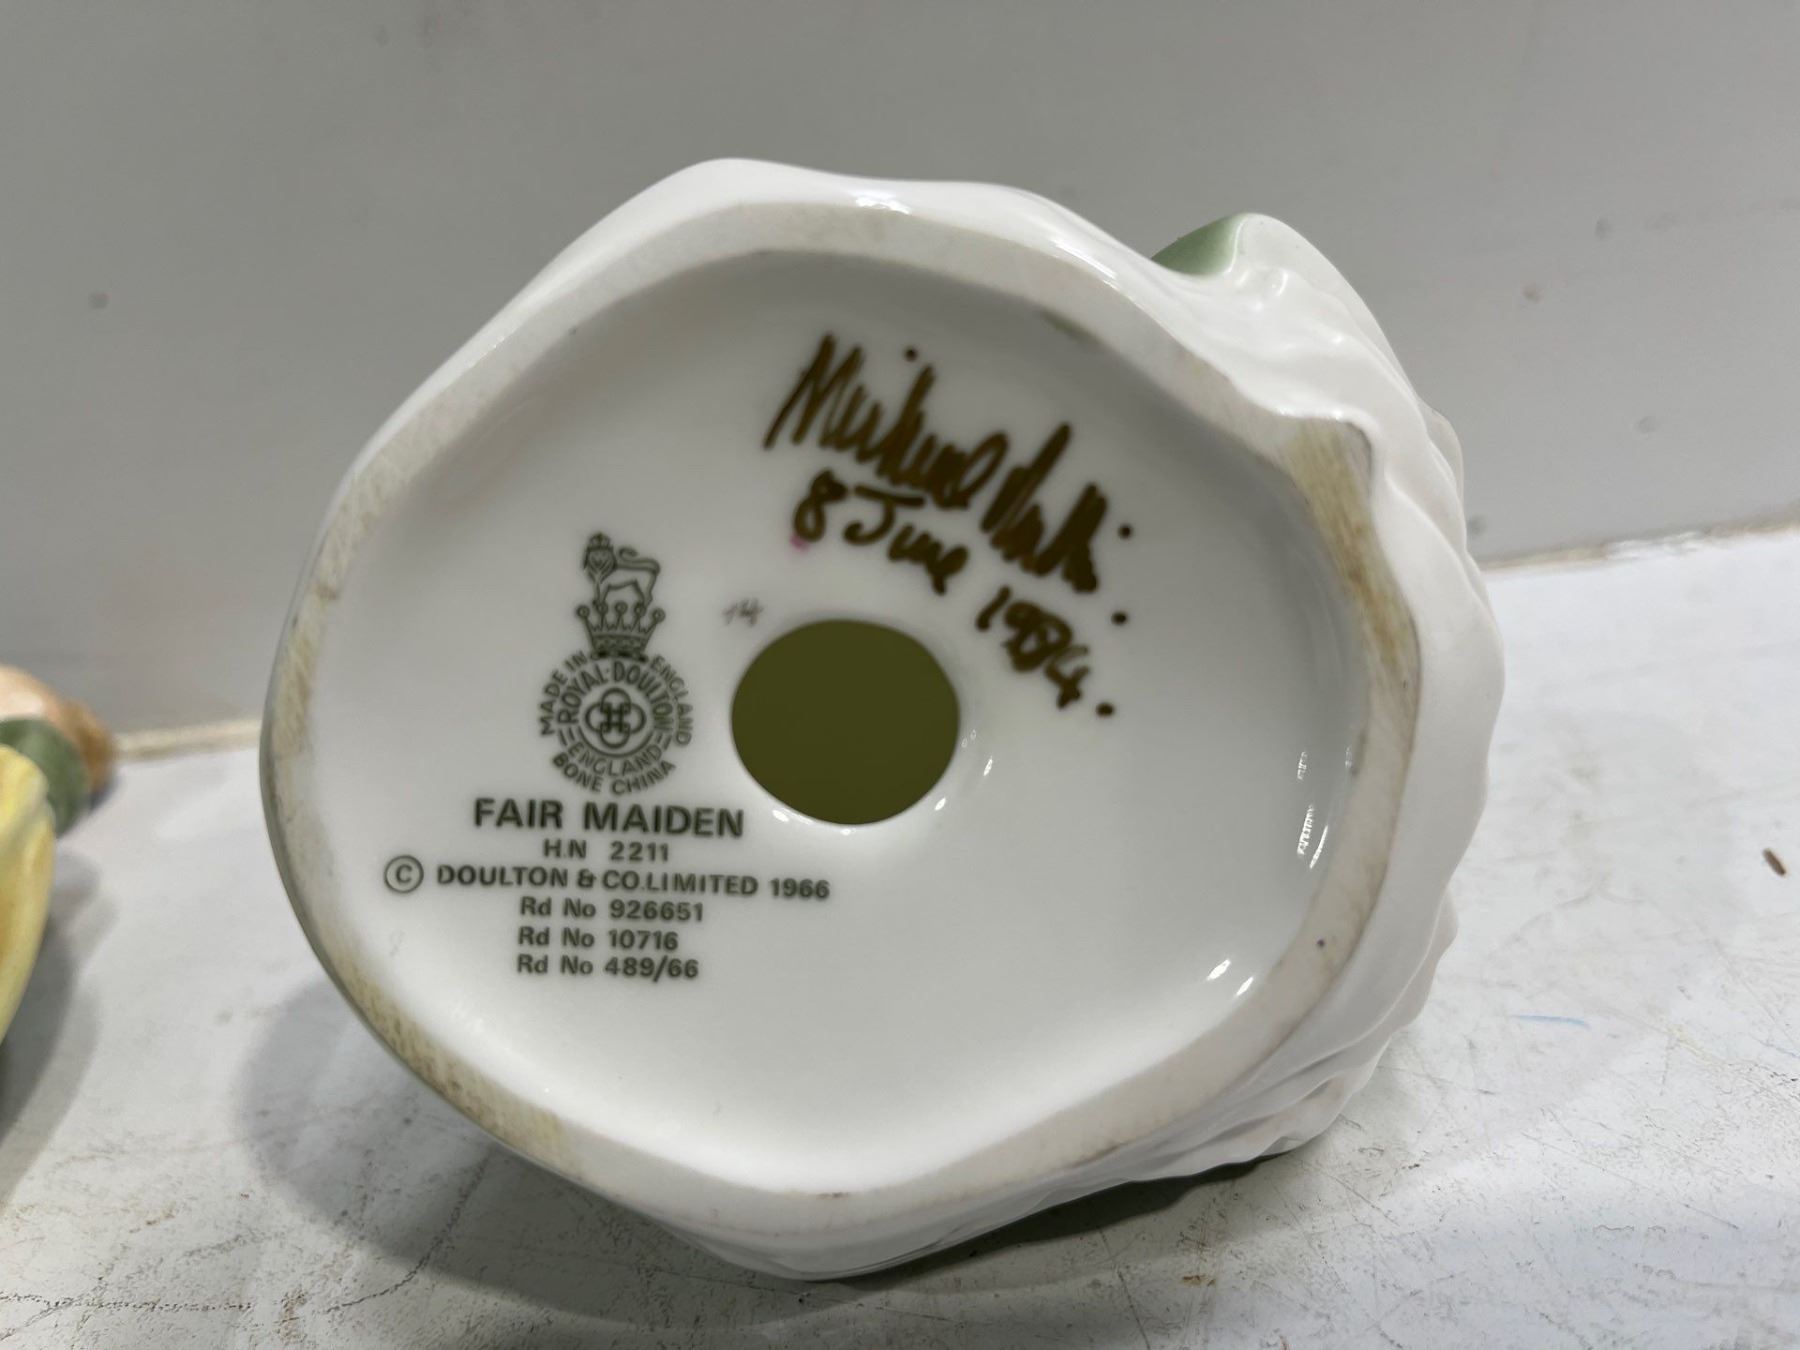 Michael Doulton.
8 June 1984.
MADE IN ENGLAND
ROYAL·DOULTON
ENGLAND
BONE CHINA
FAIR MAIDEN
H.N 2211
© DOULTON & CO.LIMITED 1966
Rd No 926651
Rd No 10716
Rd No 489/66